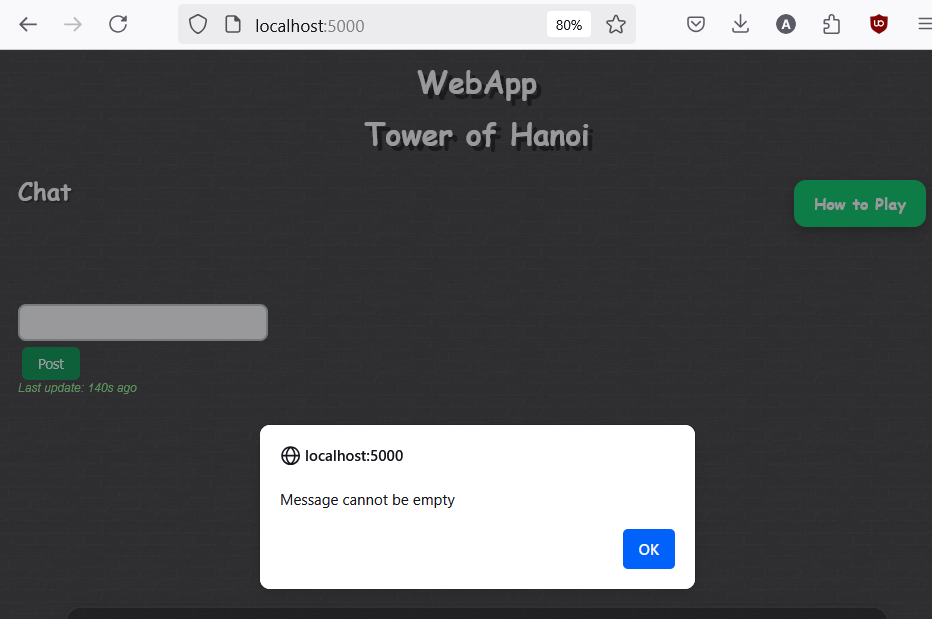 localhost:5000
80%
A
uo
WebApp
Tower of Hanoi
Chat
How to Play
Post
Last update: 140s ago
localhost:5000
Message cannot be empty
OK